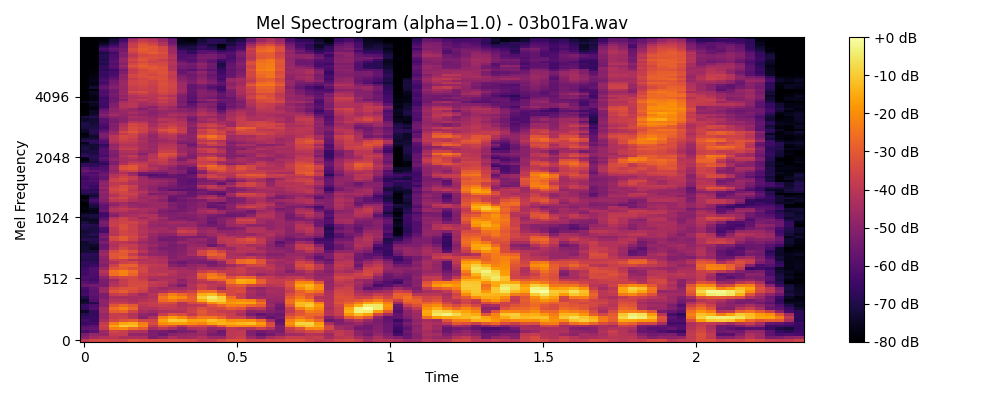 Mel Spectrogram (alpha=1.0) - 03b01Fa.wav
Mel Frequency
4096
2048
1024
512
0
0
0.5
1
1.5
2
Time
+0 dB
-10 dB
-20 dB
-30 dB
-40 dB
-50 dB
-60 dB
-70 dB
-80 dB